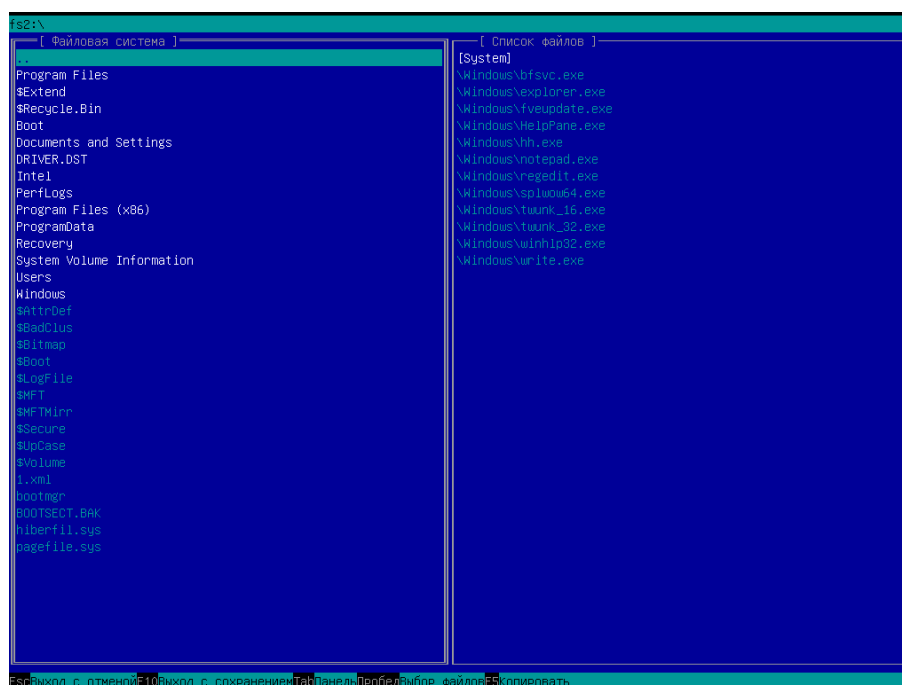 fs2:\
[ Файловая система ]
..
Program Files
$Extend
$Recycle.Bin
Boot
Documents and Settings
DRIVER.DST
Intel
PerfLogs
Program Files (x86)
ProgramData
Recovery
System Volume Information
Users
Windows
$AttrDef
$BadClus
$Bitmap
$Boot
$LogFile
$MFT
$MFTMirr
$Secure
$UpCase
$Volume
1.xml
bootmgr
BOOTSECT.BAK
hiberfil.sys
pagefile.sys
[ Список файлов ]
[System]
\Windows\bfsvc.exe
\Windows\explorer.exe
\Windows\fveupdate.exe
\Windows\HelpPane.exe
\Windows\hh.exe
\Windows\notepad.exe
\Windows\regedit.exe
\Windows\splwow64.exe
\Windows\twunk_16.exe
\Windows\twunk_32.exe
\Windows\winhlp32.exe
\Windows\write.exe
Esc Выход с отменой F10 Выход с сохранением Tab Панель Пробел Выбор файлов F5 Копировать